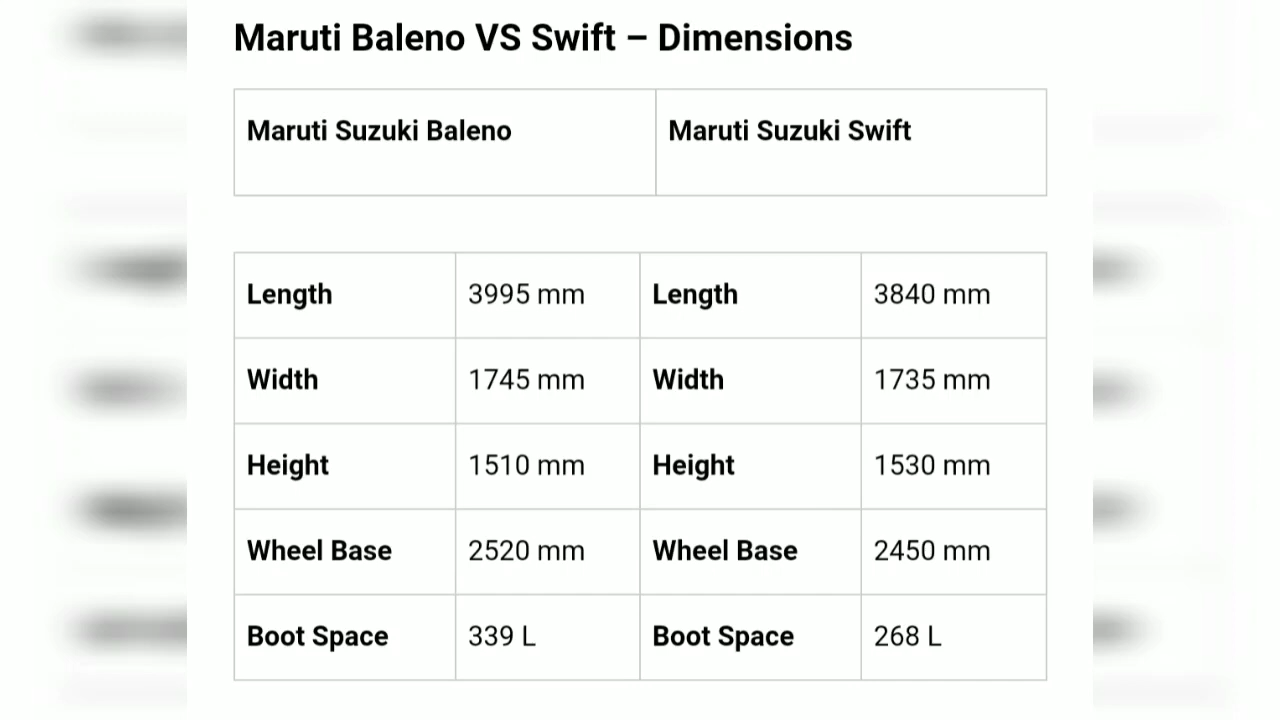 Maruti Baleno VS Swift – Dimensions
Maruti Suzuki Baleno Maruti Suzuki Swift
Length 3995 mm Length 3840 mm
Width 1745 mm Width 1735 mm
Height 1510 mm Height 1530 mm
Wheel Base 2520 mm Wheel Base 2450 mm
Boot Space 339 L Boot Space 268 L